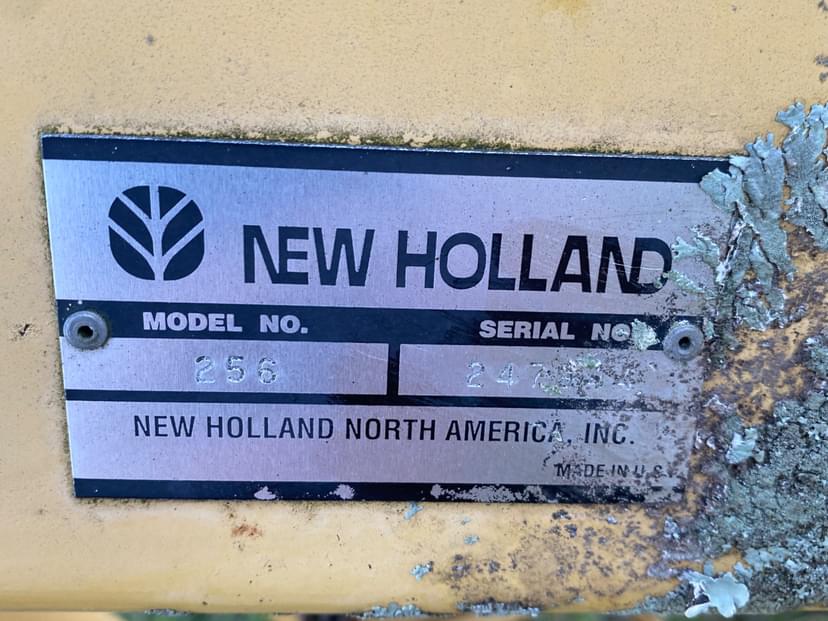 NEW HOLLAND
MODEL NO. SERIAL NO.
256
NEW HOLLAND NORTH AMERICA, INC.
MADE IN U.S.